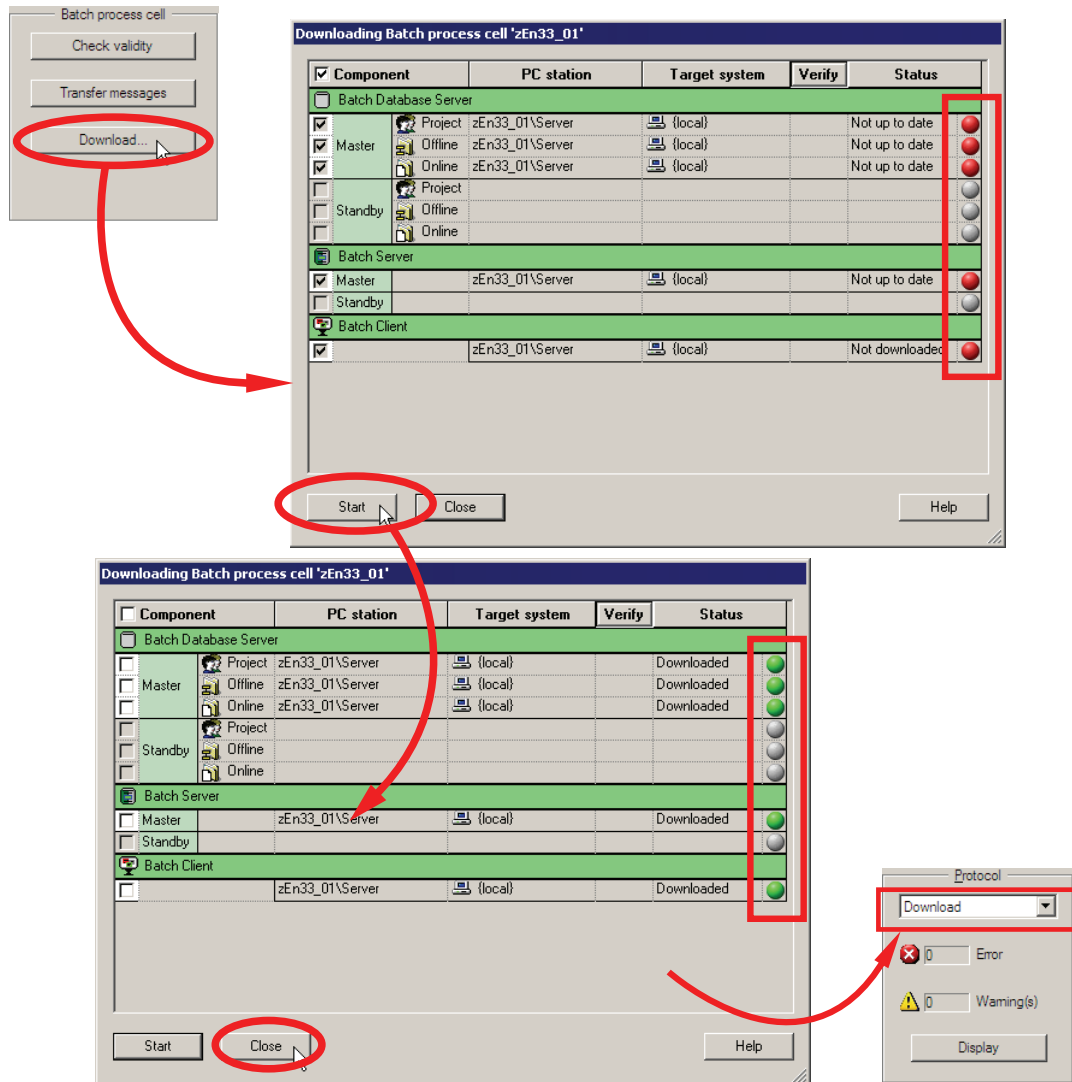 Batch process cell
Check validity
Transfer messages
Download...
Downloading Batch process cell 'zEn33_01'
Component PC station Target system Verify Status
Batch Database Server
Project zEn33_01\Server {local} Not up to date
Master Offline zEn33_01\Server {local} Not up to date
Online zEn33_01\Server {local} Not up to date
Project
Standby Offline
Online
Batch Server
Master zEn33_01\Server {local} Not up to date
Standby
Batch Client
zEn33_01\Server {local} Not downloaded
Start Close Help
Downloading Batch process cell 'zEn33_01'
Component PC station Target system Verify Status
Batch Database Server
Project zEn33_01\Server {local} Downloaded
Master Offline zEn33_01\Server {local} Downloaded
Online zEn33_01\Server {local} Downloaded
Project
Standby Offline
Online
Batch Server
Master zEn33_01\Server {local} Downloaded
Standby
Batch Client
zEn33_01\Server {local} Downloaded
Start Close Help
Protocol
Download
0 Error
0 Warning(s)
Display